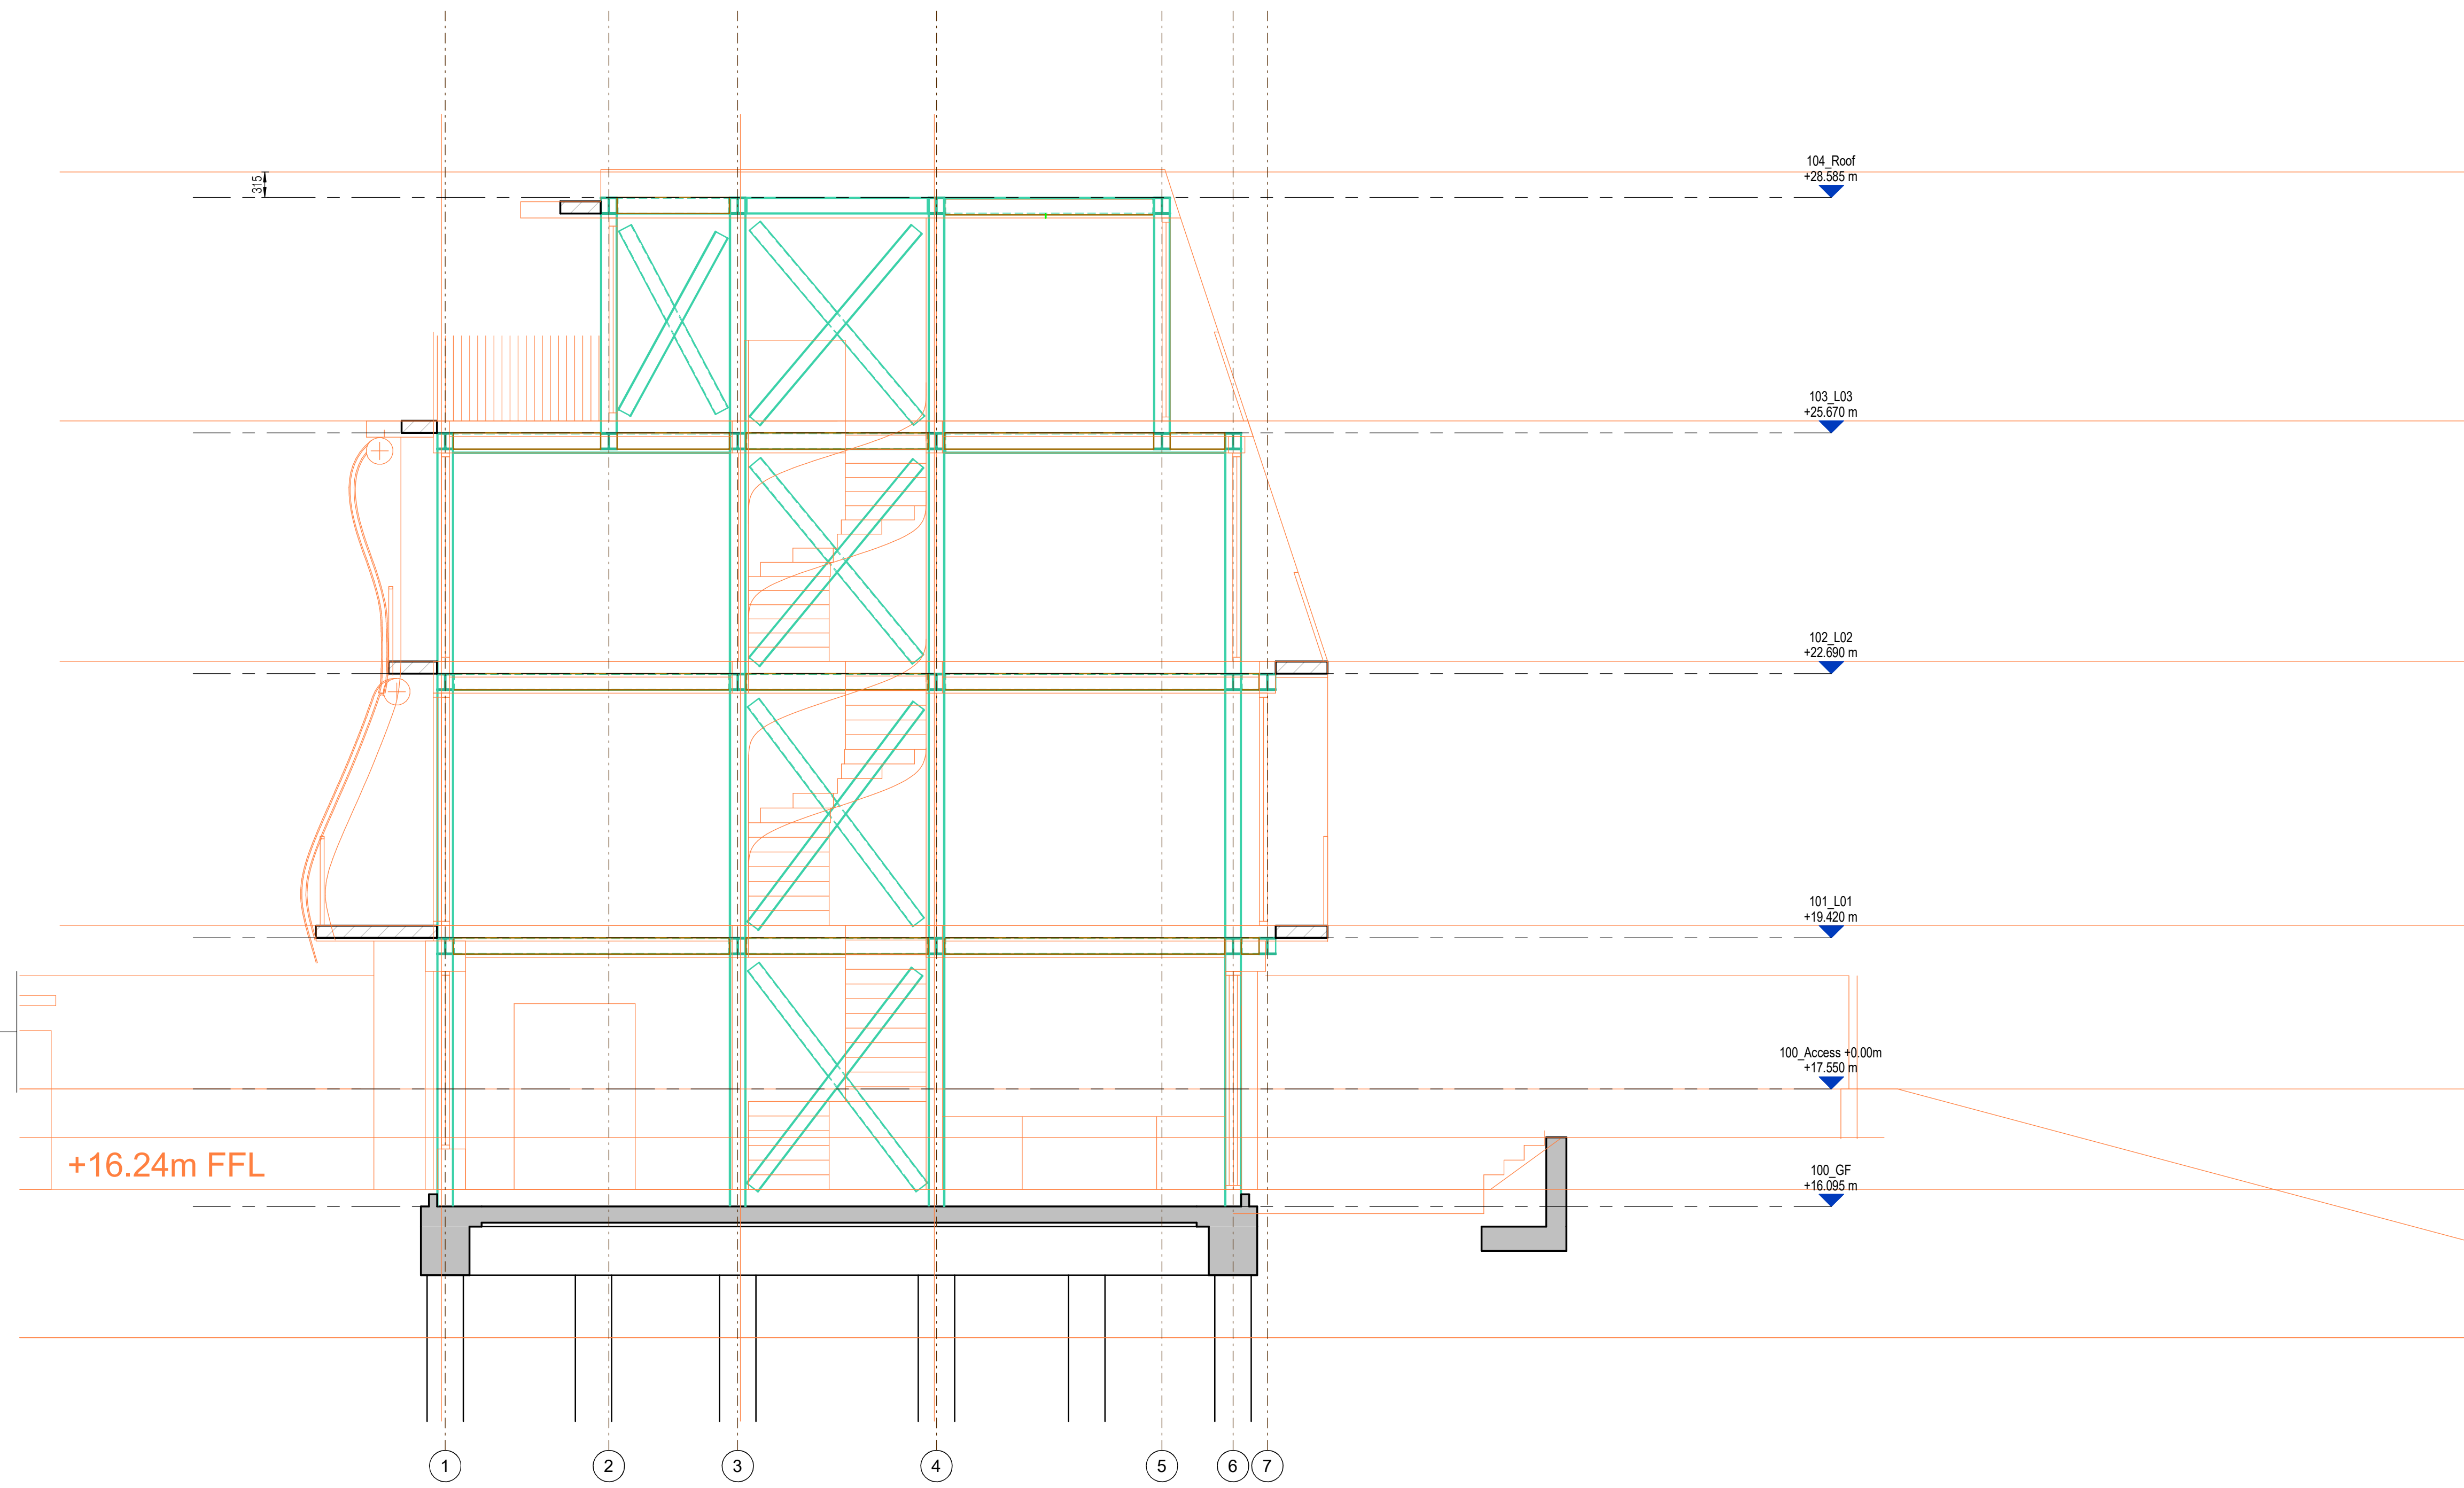 104_Roof
+28.585 m
315
103_L03
+25.670 m
102_L02
+22.690 m
101_L01
+19.420 m
100_Access +0.00m
+17.550 m
+16.24m FFL
100_GF
+16.095 m
1 2 3 4 5 6 7